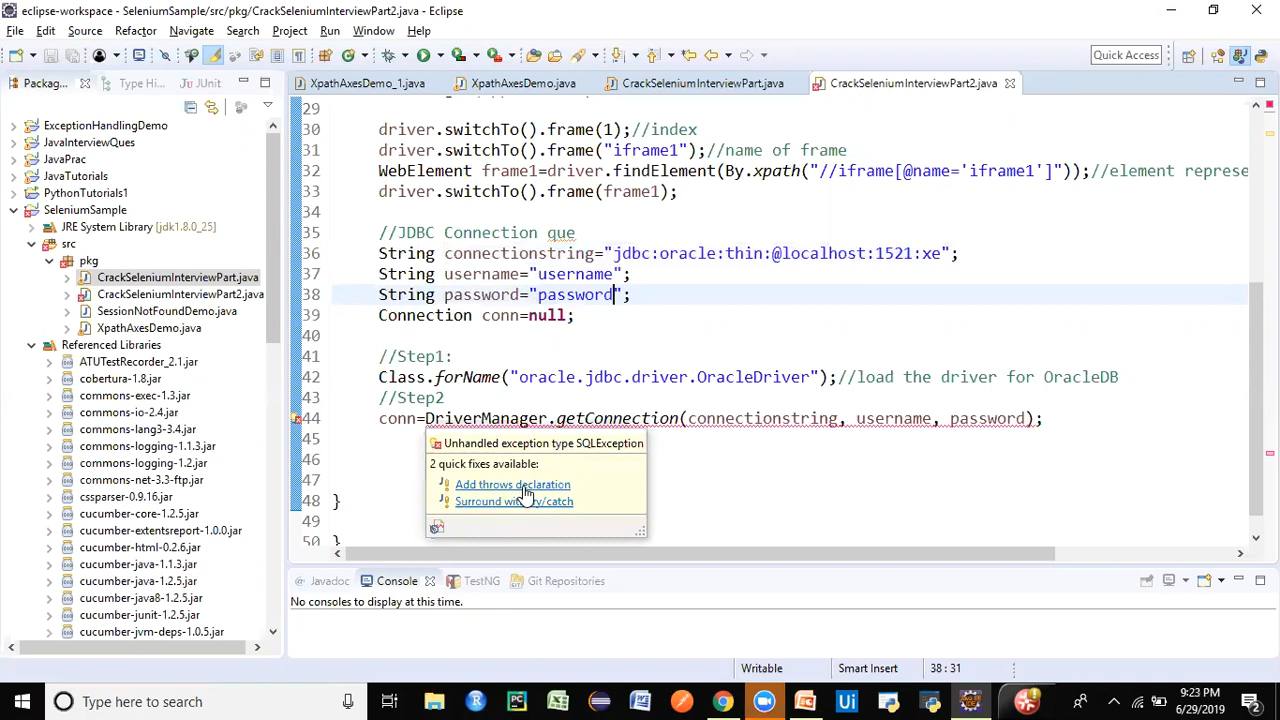 eclipse-workspace - SeleniumSample/src/pkg/CrackSeleniumInterviewPart2.java - Eclipse
File Edit Source Refactor Navigate Search Project Run Window Help
Quick Access
Packag... Type Hi... JUnit
XpathAxesDemo_1.java XpathAxesDemo.java CrackSeleniumInterviewPart.java CrackSeleniumInterviewPart2.java
ExceptionHandlingDemo
JavaInterviewQues
JavaPrac
JavaTutorials
PythonTutorials1
SeleniumSample
JRE System Library [jdk1.8.0_25]
src
pkg
CrackSeleniumInterviewPart.java
CrackSeleniumInterviewPart2.java
SessionNotFoundDemo.java
XpathAxesDemo.java
Referenced Libraries
ATUTestRecorder_2.1.jar
cobertura-1.8.jar
commons-exec-1.3.jar
commons-io-2.4.jar
commons-lang3-3.4.jar
commons-logging-1.1.3.jar
commons-logging-1.2.jar
commons-net-3.3-ftp.jar
cssparser-0.9.16.jar
cucumber-core-1.2.5.jar
cucumber-extentsreport-1.0.0.jar
cucumber-html-0.2.6.jar
cucumber-java-1.1.3.jar
cucumber-java-1.2.5.jar
cucumber-java8-1.2.5.jar
cucumber-junit-1.2.5.jar
cucumber-jvm-deps-1.0.5.jar
29
30 driver.switchTo().frame(1);//index
31 driver.switchTo().frame("iframe1");//name of frame
32 WebElement frame1=driver.findElement(By.xpath("//iframe[@name='iframe1']"));//element represe
33 driver.switchTo().frame(frame1);
34
35 //JDBC Connection que
36 String connectionstring="jdbc:oracle:thin:@localhost:1521:xe";
37 String username="username";
38 String password="password";
39 Connection conn=null;
40
41 //Step1:
42 Class.forName("oracle.jdbc.driver.OracleDriver");//load the driver for OracleDB
43 //Step2
44 conn=DriverManager.getConnection(connectionstring, username, password);
45
46
47
48 }
49
50 }
Unhandled exception type SQLException
2 quick fixes available:
Add throws declaration
Surround with try/catch
Javadoc Console TestNG Git Repositories
No consoles to display at this time.
Writable Smart Insert 38 : 31
Type here to search
9:23 PM
6/29/2019
2